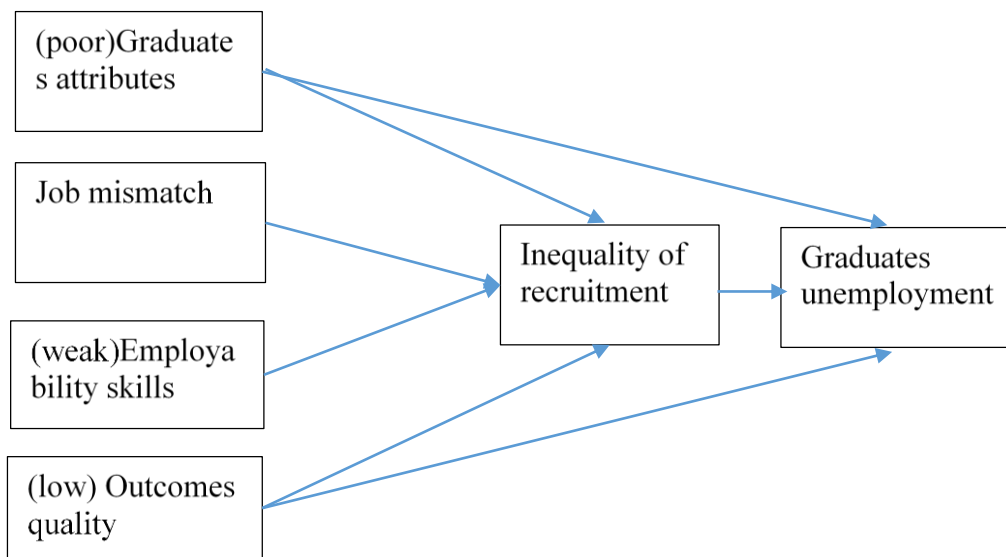 (poor)Graduate
s attributes
Job mismatch
Inequality of
recruitment
Graduates
unemployment
(weak)Employa
bility skills
(low) Outcomes
quality